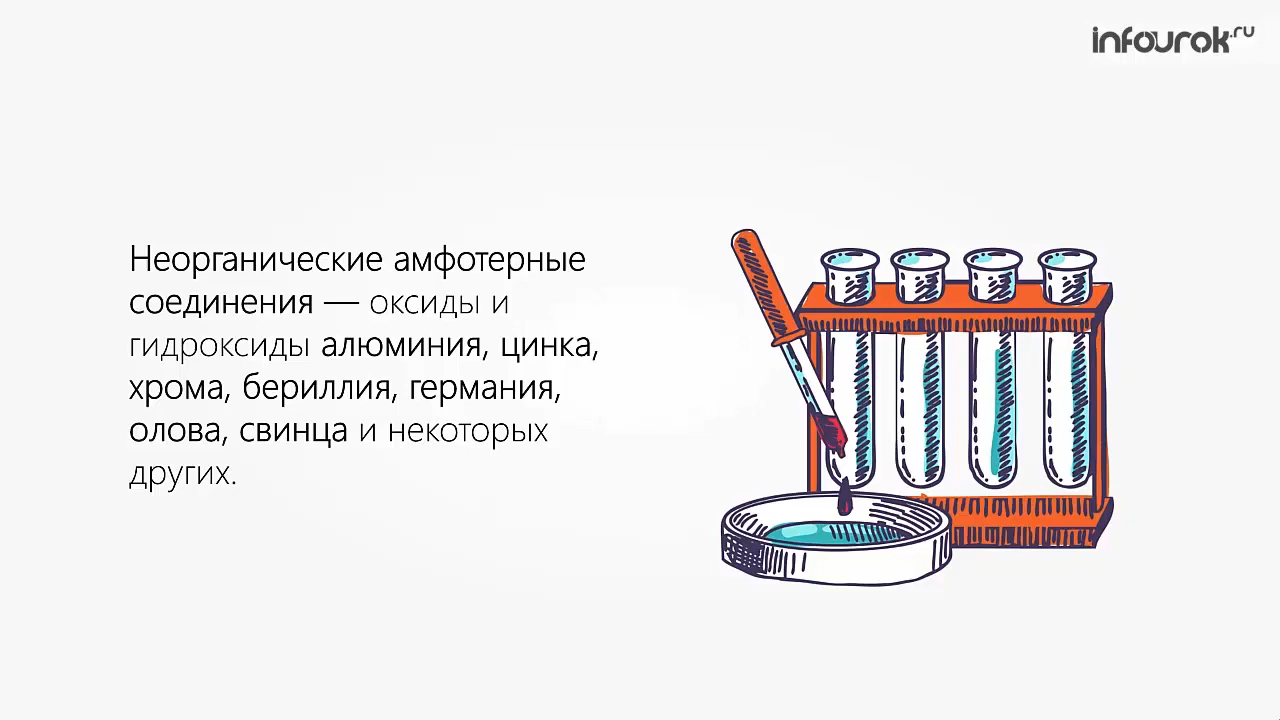 infourok.ru
Неорганические амфотерные
соединения — оксиды и
гидроксиды алюминия, цинка,
хрома, бериллия, германия,
олова, свинца и некоторых
других.